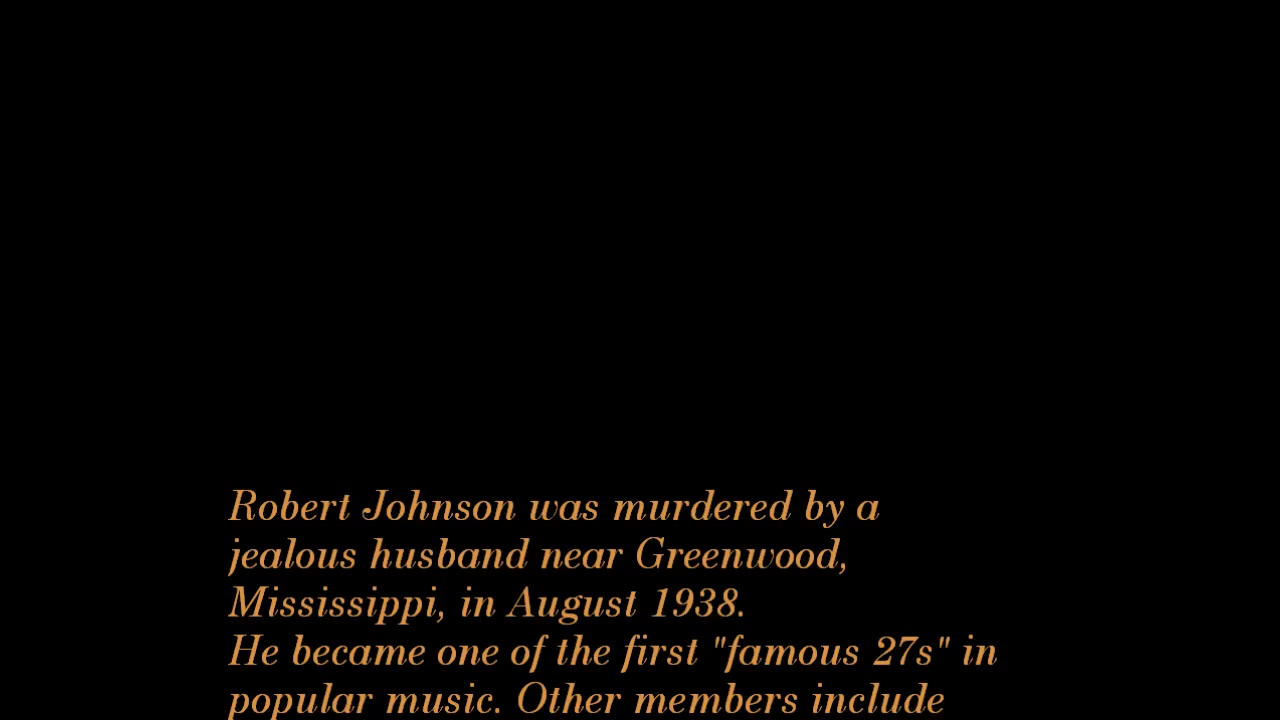 Robert Johnson was murdered by a
jealous husband near Greenwood,
Mississippi, in August 1938.
He became one of the first "famous 27s" in
popular music. Other members include